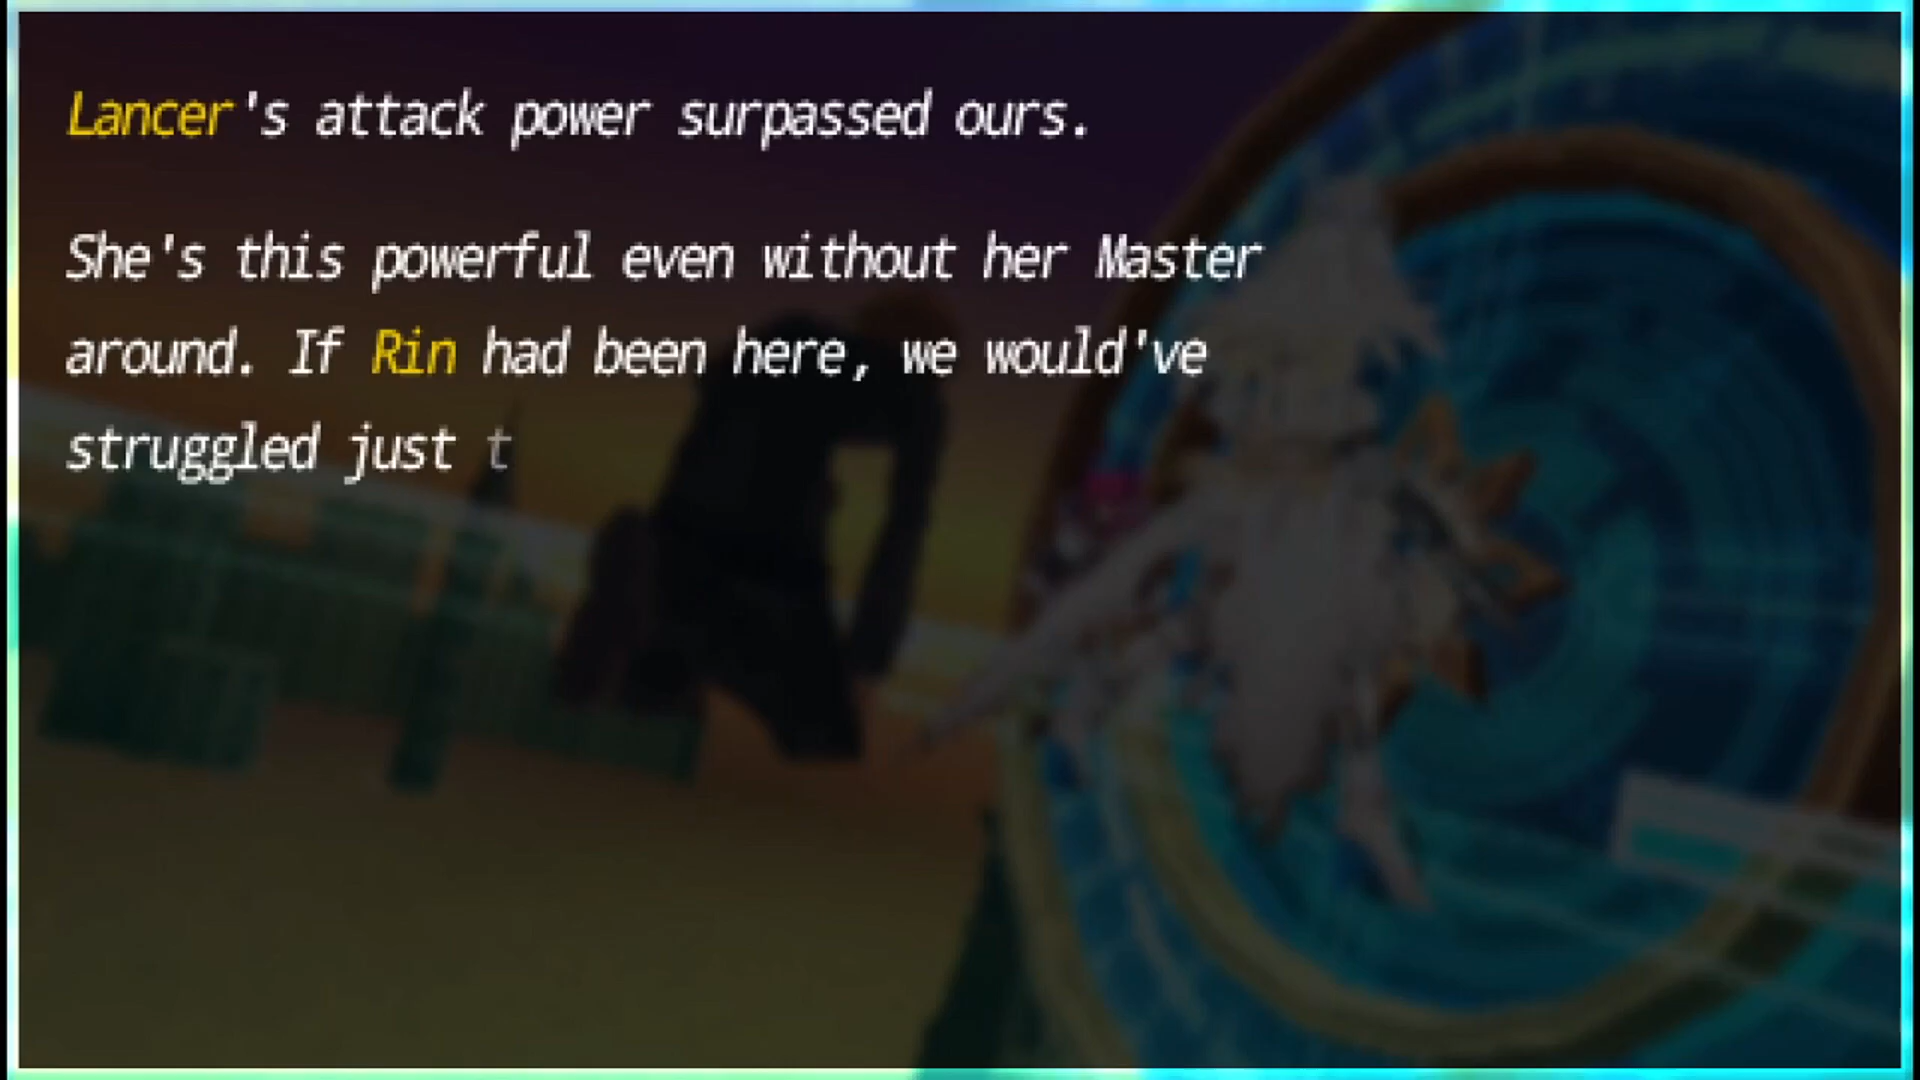 Lancer's attack power surpassed ours.
She's this powerful even without her Master
around. If Rin had been here, we would've
struggled just t